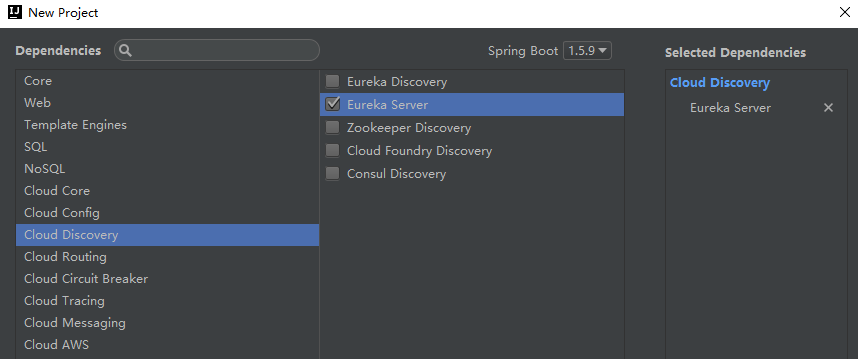 New Project
Dependencies
Spring Boot 1.5.9
Selected Dependencies
Core
Web
Template Engines
SQL
NoSQL
Cloud Core
Cloud Config
Cloud Discovery
Cloud Routing
Cloud Circuit Breaker
Cloud Tracing
Cloud Messaging
Cloud AWS
Eureka Discovery
Eureka Server
Zookeeper Discovery
Cloud Foundry Discovery
Consul Discovery
Cloud Discovery
Eureka Server